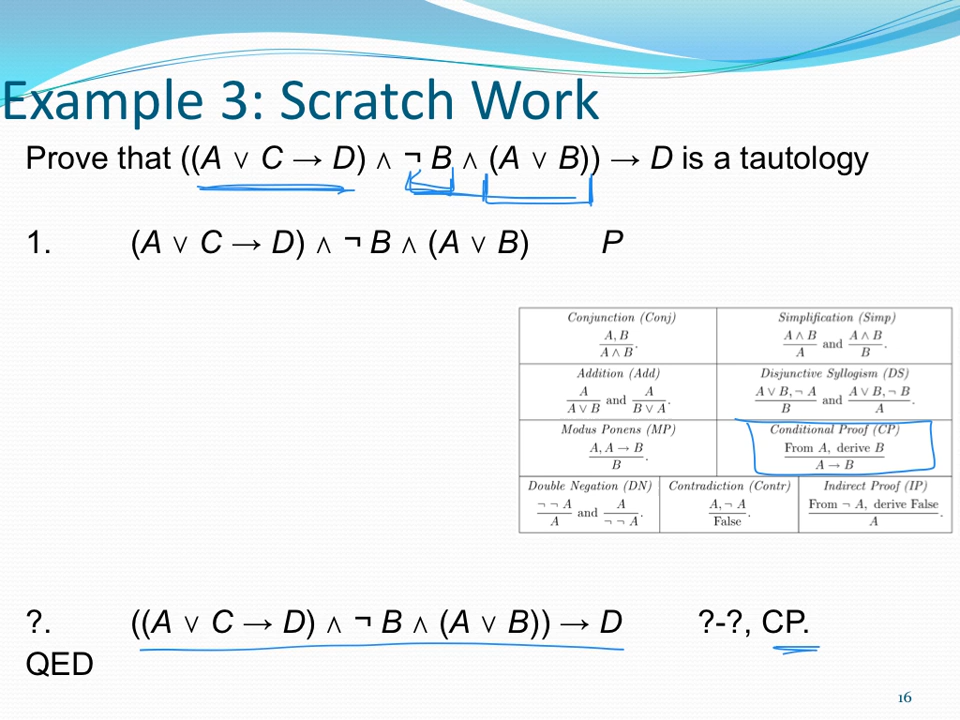 Example 3: Scratch Work
Prove that ((A ∨ C → D) ∧ ¬ B ∧ (A ∨ B)) → D is a tautology
1. (A ∨ C → D) ∧ ¬ B ∧ (A ∨ B) P
Conjunction (Conj) Simplification (Simp)
A, B A ∧ B A ∧ B
A ∧ B . A and B .
Addition (Add) Disjunctive Syllogism (DS)
A A A ∨ B, ¬ A A ∨ B, ¬ B
A ∨ B and B ∨ A . B and A .
Modus Ponens (MP) Conditional Proof (CP)
A, A → B From A, derive B
B . A → B
Double Negation (DN) Contradiction (Contr) Indirect Proof (IP)
¬ ¬ A A A, ¬ A From ¬ A, derive False
A and ¬ ¬ A . False . A .
?. ((A ∨ C → D) ∧ ¬ B ∧ (A ∨ B)) → D ?-?, CP.
QED
16